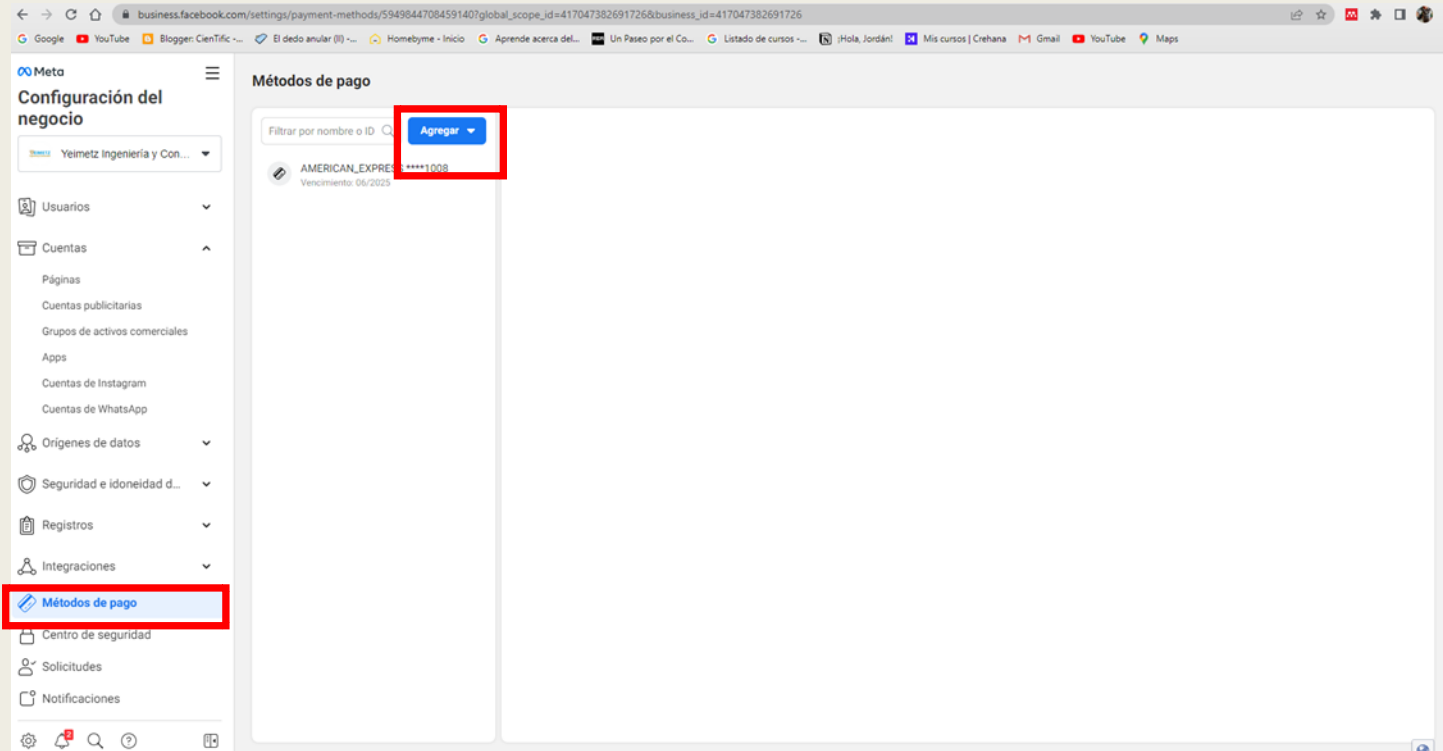 business.facebook.com/settings/payment-methods/5949844708459140?global_scope_id=417047382691726&business_id=417047382691726
Google YouTube Blogger: CienTific -... El dedo anular (II) -... Homebyme - Inicio Aprende acerca del... Un Paseo por el Co... Listado de cursos -... ¡Hola, Jordán! Mis cursos | Crehana Gmail YouTube Maps
Meta
Configuración del
negocio
Yeimetz Ingeniería y Con...
Usuarios
Cuentas
Páginas
Cuentas publicitarias
Grupos de activos comerciales
Apps
Cuentas de Instagram
Cuentas de WhatsApp
Orígenes de datos
Seguridad e idoneidad d...
Registros
Integraciones
Métodos de pago
Centro de seguridad
Solicitudes
Notificaciones
2
Métodos de pago
Filtrar por nombre o ID
Agregar
AMERICAN_EXPRESS ****1008
Vencimiento: 06/2025